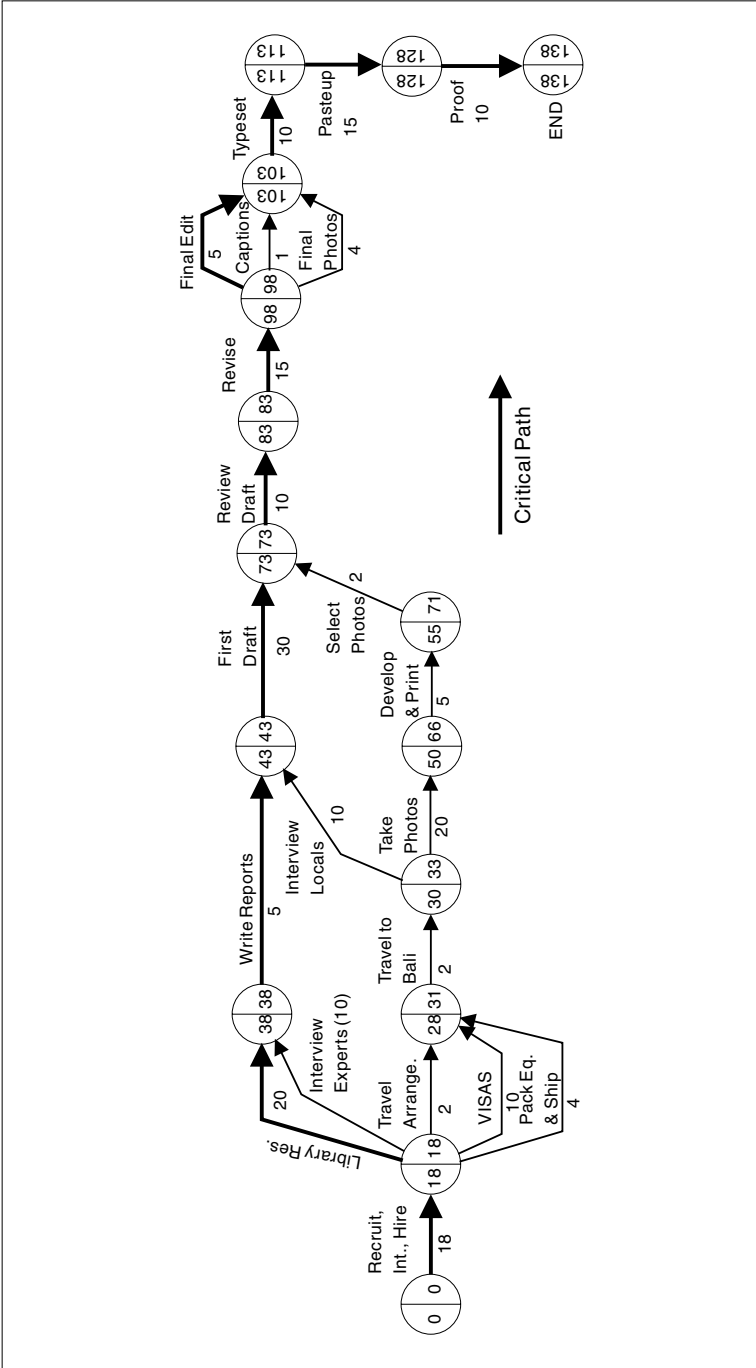 0 0
Recruit,
Int., Hire
18
18 18
Library Res.
20
Interview
Experts (10)
Travel
Arrange.
2
VISAS
10
Pack Eq.
& Ship
4
38 38
28 31
Write Reports
5
Travel to
Bali
2
30 33
Interview
Locals
10
Take
Photos
20
43 43
50 66
First
Draft
30
Develop
& Print
5
55 71
Select
Photos
2
73 73
Review
Draft
10
83 83
Revise
15
98 98
Final Edit
5
Captions
1
Final
Photos
4
103 103
Typeset
10
113 113
Pasteup
15
128 128
Proof
10
138 138
END
Critical Path